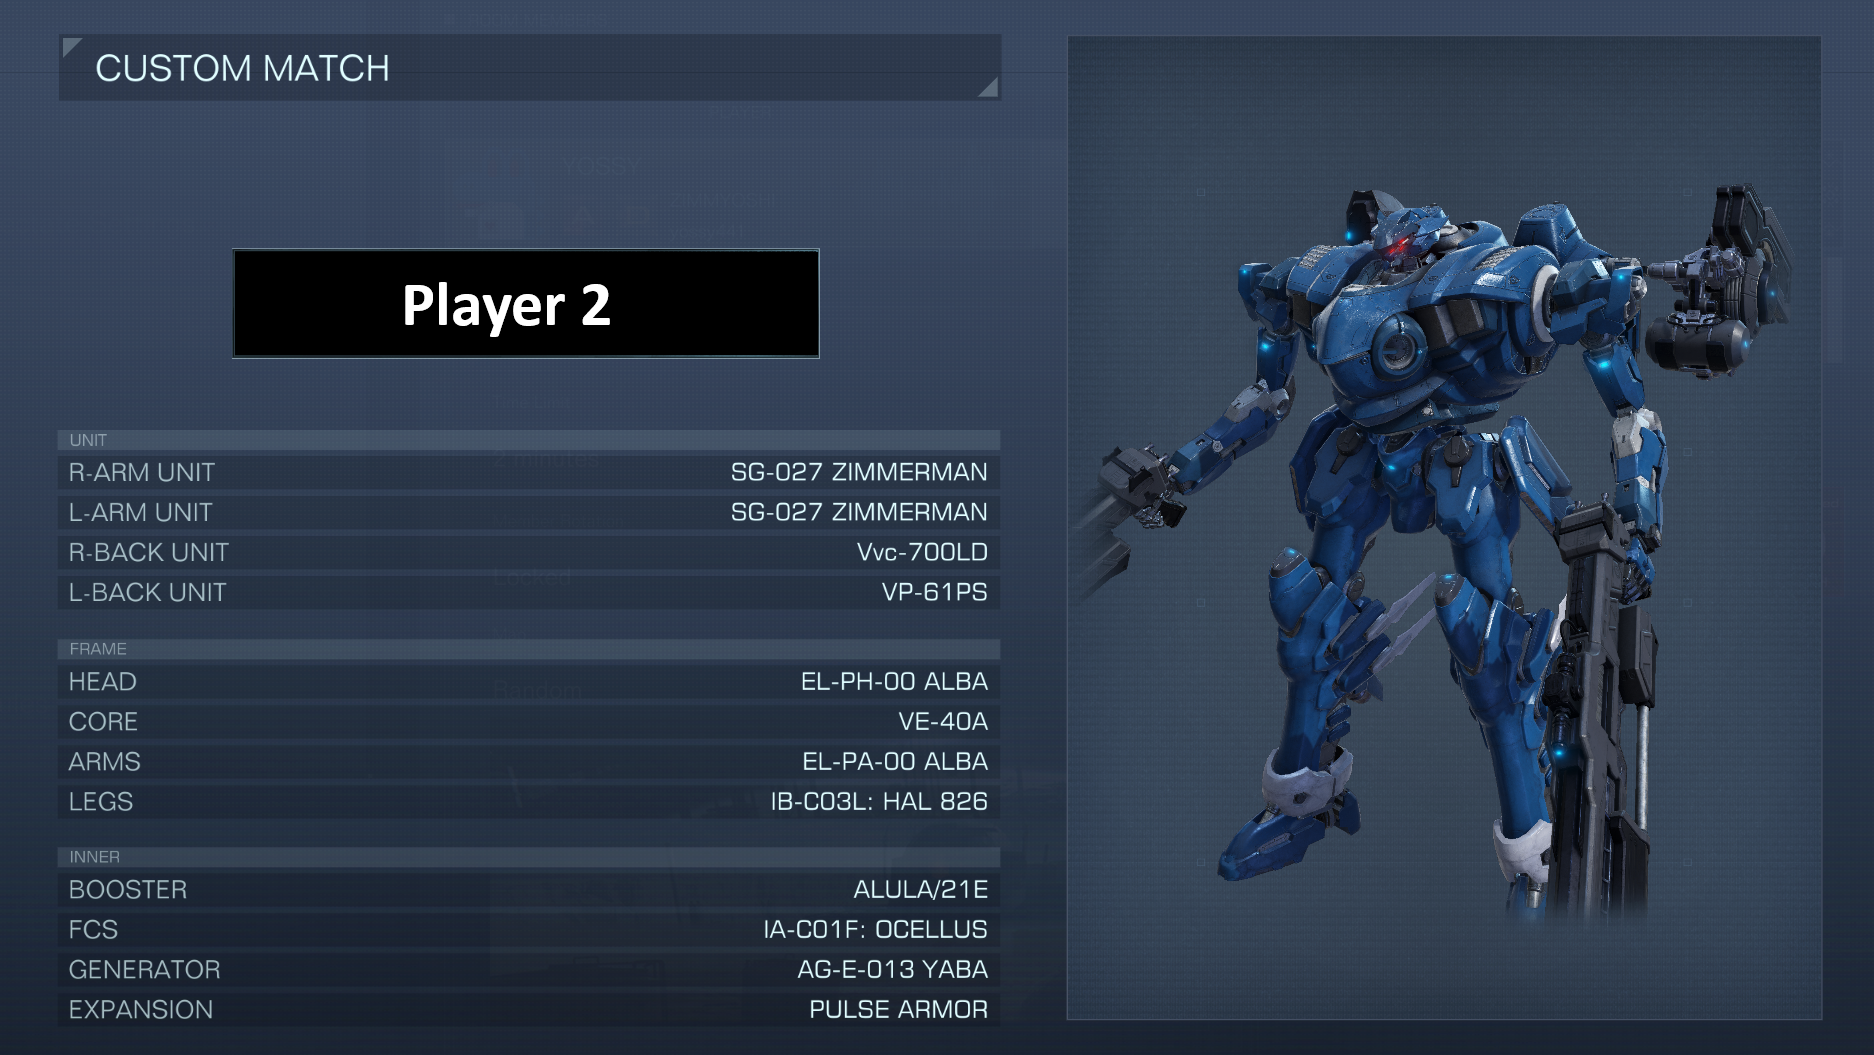 CUSTOM MATCH
Player 2
UNIT
R-ARM UNIT SG-027 ZIMMERMAN
L-ARM UNIT SG-027 ZIMMERMAN
R-BACK UNIT Vvc-700LD
L-BACK UNIT VP-61PS
FRAME
HEAD EL-PH-00 ALBA
CORE VE-40A
ARMS EL-PA-00 ALBA
LEGS IB-C03L: HAL 826
INNER
BOOSTER ALULA/21E
FCS IA-C01F: OCELLUS
GENERATOR AG-E-013 YABA
EXPANSION PULSE ARMOR